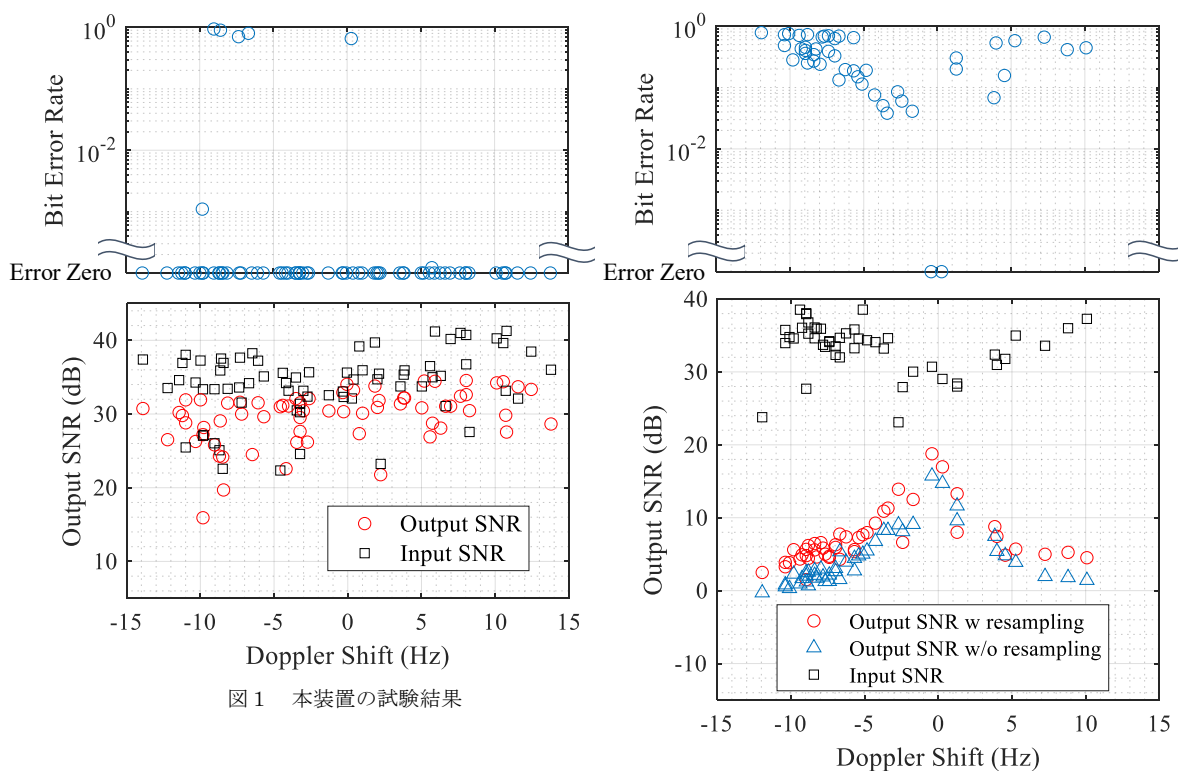 10^0
10^-2
Bit Error Rate
Error Zero
40
30
20
10
Output SNR (dB)
Output SNR
Input SNR
-15 -10 -5 0 5 10 15
Doppler Shift (Hz)
図1 本装置の試験結果
10^0
10^-2
Bit Error Rate
Error Zero
40
30
20
10
0
-10
Output SNR (dB)
Output SNR w resampling
Output SNR w/o resampling
Input SNR
-15 -10 -5 0 5 10 15
Doppler Shift (Hz)